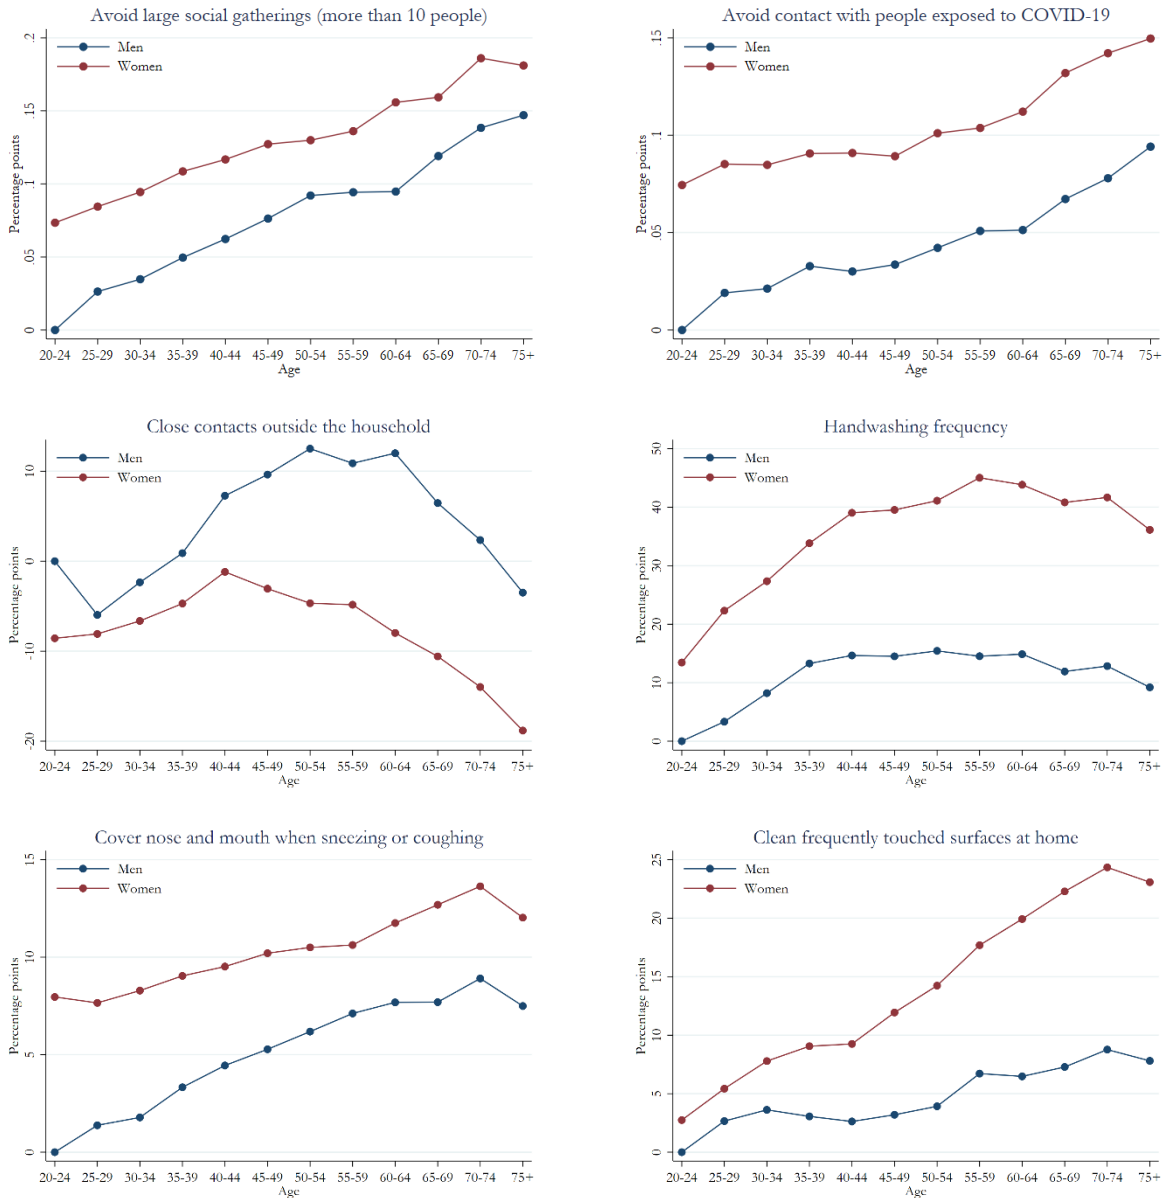 Avoid large social gatherings (more than 10 people)
Men
Women
Percentage points
.2
.15
.1
.05
0
20-24 25-29 30-34 35-39 40-44 45-49 50-54 55-59 60-64 65-69 70-74 75+
Age
Avoid contact with people exposed to COVID-19
Men
Women
Percentage points
.15
.1
.05
0
20-24 25-29 30-34 35-39 40-44 45-49 50-54 55-59 60-64 65-69 70-74 75+
Age
Close contacts outside the household
Men
Women
Percentage points
10
0
-10
-20
20-24 25-29 30-34 35-39 40-44 45-49 50-54 55-59 60-64 65-69 70-74 75+
Age
Handwashing frequency
Men
Women
Percentage points
50
40
30
20
10
0
20-24 25-29 30-34 35-39 40-44 45-49 50-54 55-59 60-64 65-69 70-74 75+
Age
Cover nose and mouth when sneezing or coughing
Men
Women
Percentage points
15
10
5
0
20-24 25-29 30-34 35-39 40-44 45-49 50-54 55-59 60-64 65-69 70-74 75+
Age
Clean frequently touched surfaces at home
Men
Women
Percentage points
25
20
15
10
5
0
20-24 25-29 30-34 35-39 40-44 45-49 50-54 55-59 60-64 65-69 70-74 75+
Age